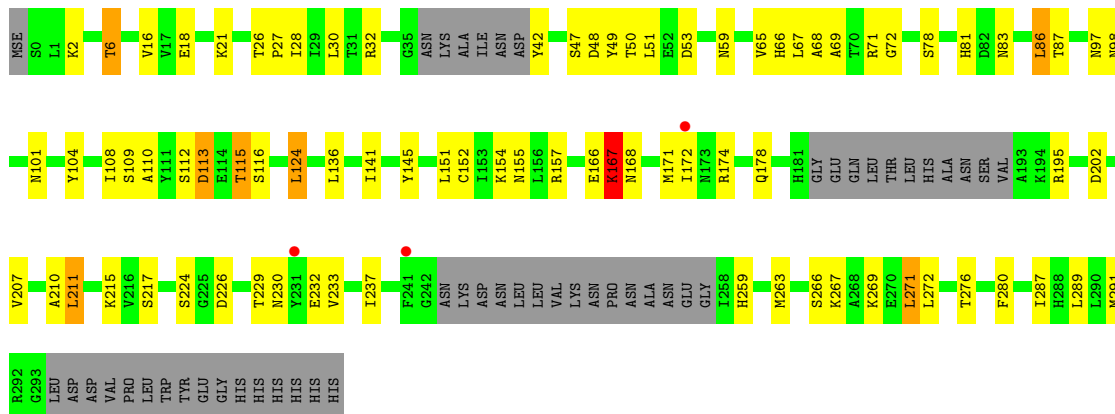 MSE S0 L1 K2 T6 V16 V17 E18 K21 T26 P27 I28 I29 L30 T31 R32 G35 ASN LYS ALA ILE ASN ASP Y42 S47 D48 Y49 T50 L51 E52 D53 N59 V65 H66 L67 A68 A69 T70 R71 G72 S78 H81 D82 N83 L86 T87 N97
N101 Y104 I108 S109 A110 Y111 S112 D113 E114 T115 S116 L124 L136 I141 Y145 L151 C152 I153 K154 N155 L156 R157 E166 K167 N168 M171 I172 N173 R174 Q178 H181 GLY GLU GLN LEU THR LEU HIS ALA ASN SER VAL A193 K194 R195 D202
V207 A210 L211 K215 V216 S217 S224 G225 D226 T229 N230 Y231 E232 V233 I237 F241 G242 ASN LYS ASP ASN LEU LEU VAL LYS ASN PRO ASN ALA ASN GLU GLY I258 H259 M263 S266 K267 A268 K269 E270 L271 L272 T276 F280 I287 H288 L289 L290 M291
R292 G293 LEU ASP ASP VAL PRO LEU TRP TYR GLU GLY HIS HIS HIS HIS HIS HIS